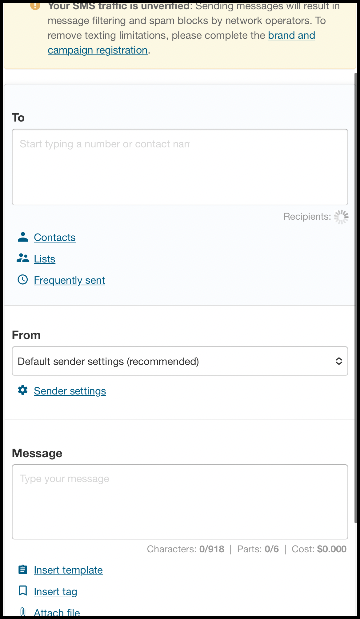 Your SMS traffic is unverified: Sending messages will result in
message filtering and spam blocks by network operators. To
remove texting limitations, please complete the brand and
campaign registration.
To
Start typing a number or contact nam
Recipients:
Contacts
Lists
Frequently sent
From
Default sender settings (recommended)
Sender settings
Message
Type your message
Characters: 0/918 | Parts: 0/6 | Cost: $0.000
Insert template
Insert tag
Attach file